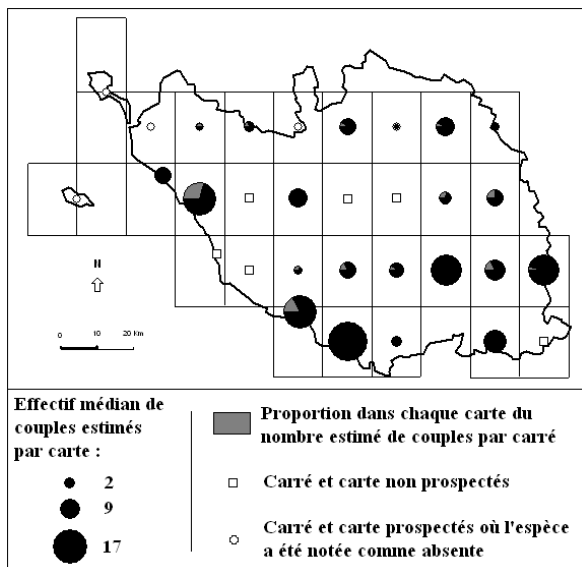 N
0 10 20 Km
Effectif médian de
couples estimés
par carte :
2
9
17
Proportion dans chaque carte du
nombre estimé de couples par carré
Carré et carte non prospectés
Carré et carte prospectés où l'espèce
a été notée comme absente